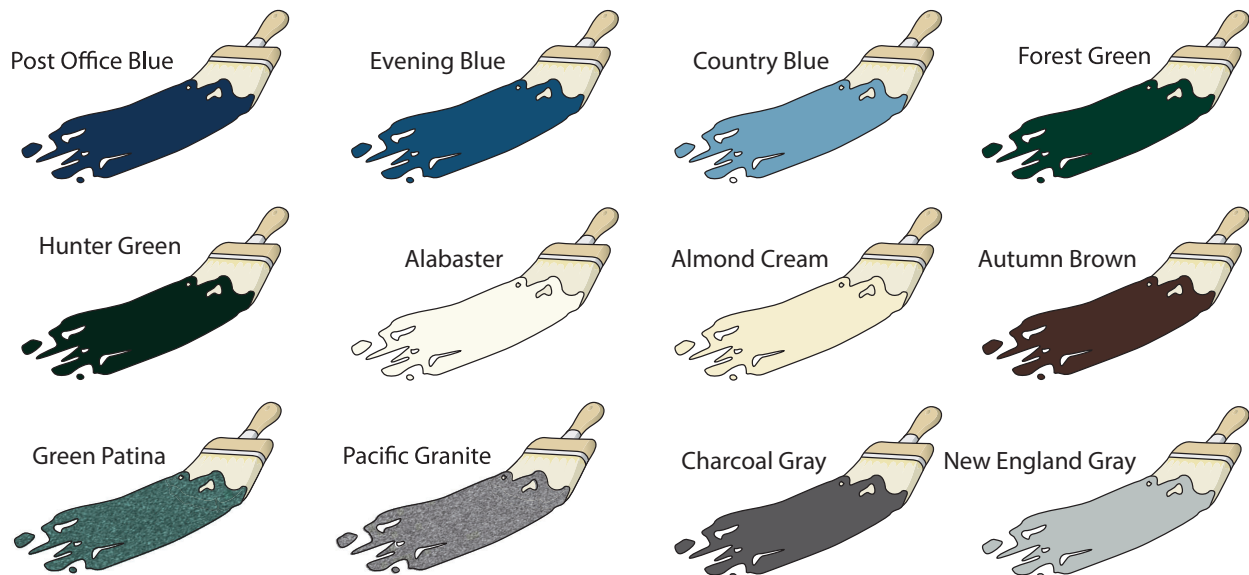 Post Office Blue
Evening Blue
Country Blue
Forest Green
Hunter Green
Alabaster
Almond Cream
Autumn Brown
Green Patina
Pacific Granite
Charcoal Gray
New England Gray